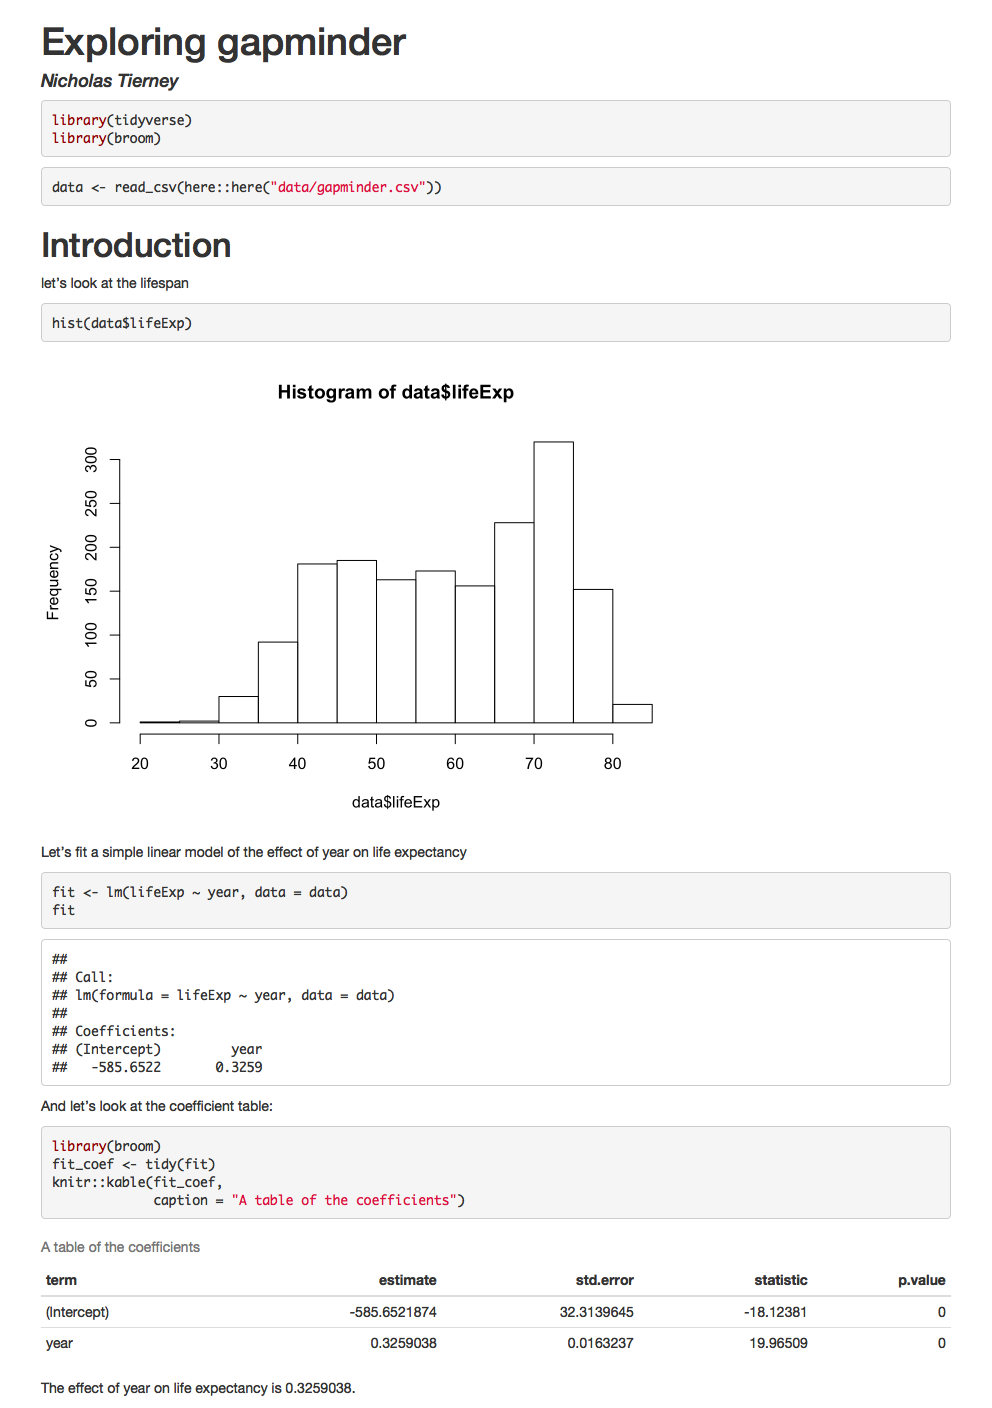 Exploring gapminder
Nicholas Tierney
library(tidyverse)
library(broom)
data <- read_csv(here::here("data/gapminder.csv"))
Introduction
let's look at the lifespan
hist(data$lifeExp)
Histogram of data$lifeExp
Frequency
300
250
200
150
100
50
0
20 30 40 50 60 70 80
data$lifeExp
Let's fit a simple linear model of the effect of year on life expectancy
fit <- lm(lifeExp ~ year, data = data)
fit
##
## Call:
## lm(formula = lifeExp ~ year, data = data)
##
## Coefficients:
## (Intercept)         year
##   -585.6522       0.3259
And let's look at the coefficient table:
library(broom)
fit_coef <- tidy(fit)
knitr::kable(fit_coef,
             caption = "A table of the coefficients")
A table of the coefficients
term estimate std.error statistic p.value
(Intercept) -585.6521874 32.3139645 -18.12381 0
year 0.3259038 0.0163237 19.96509 0
The effect of year on life expectancy is 0.3259038.